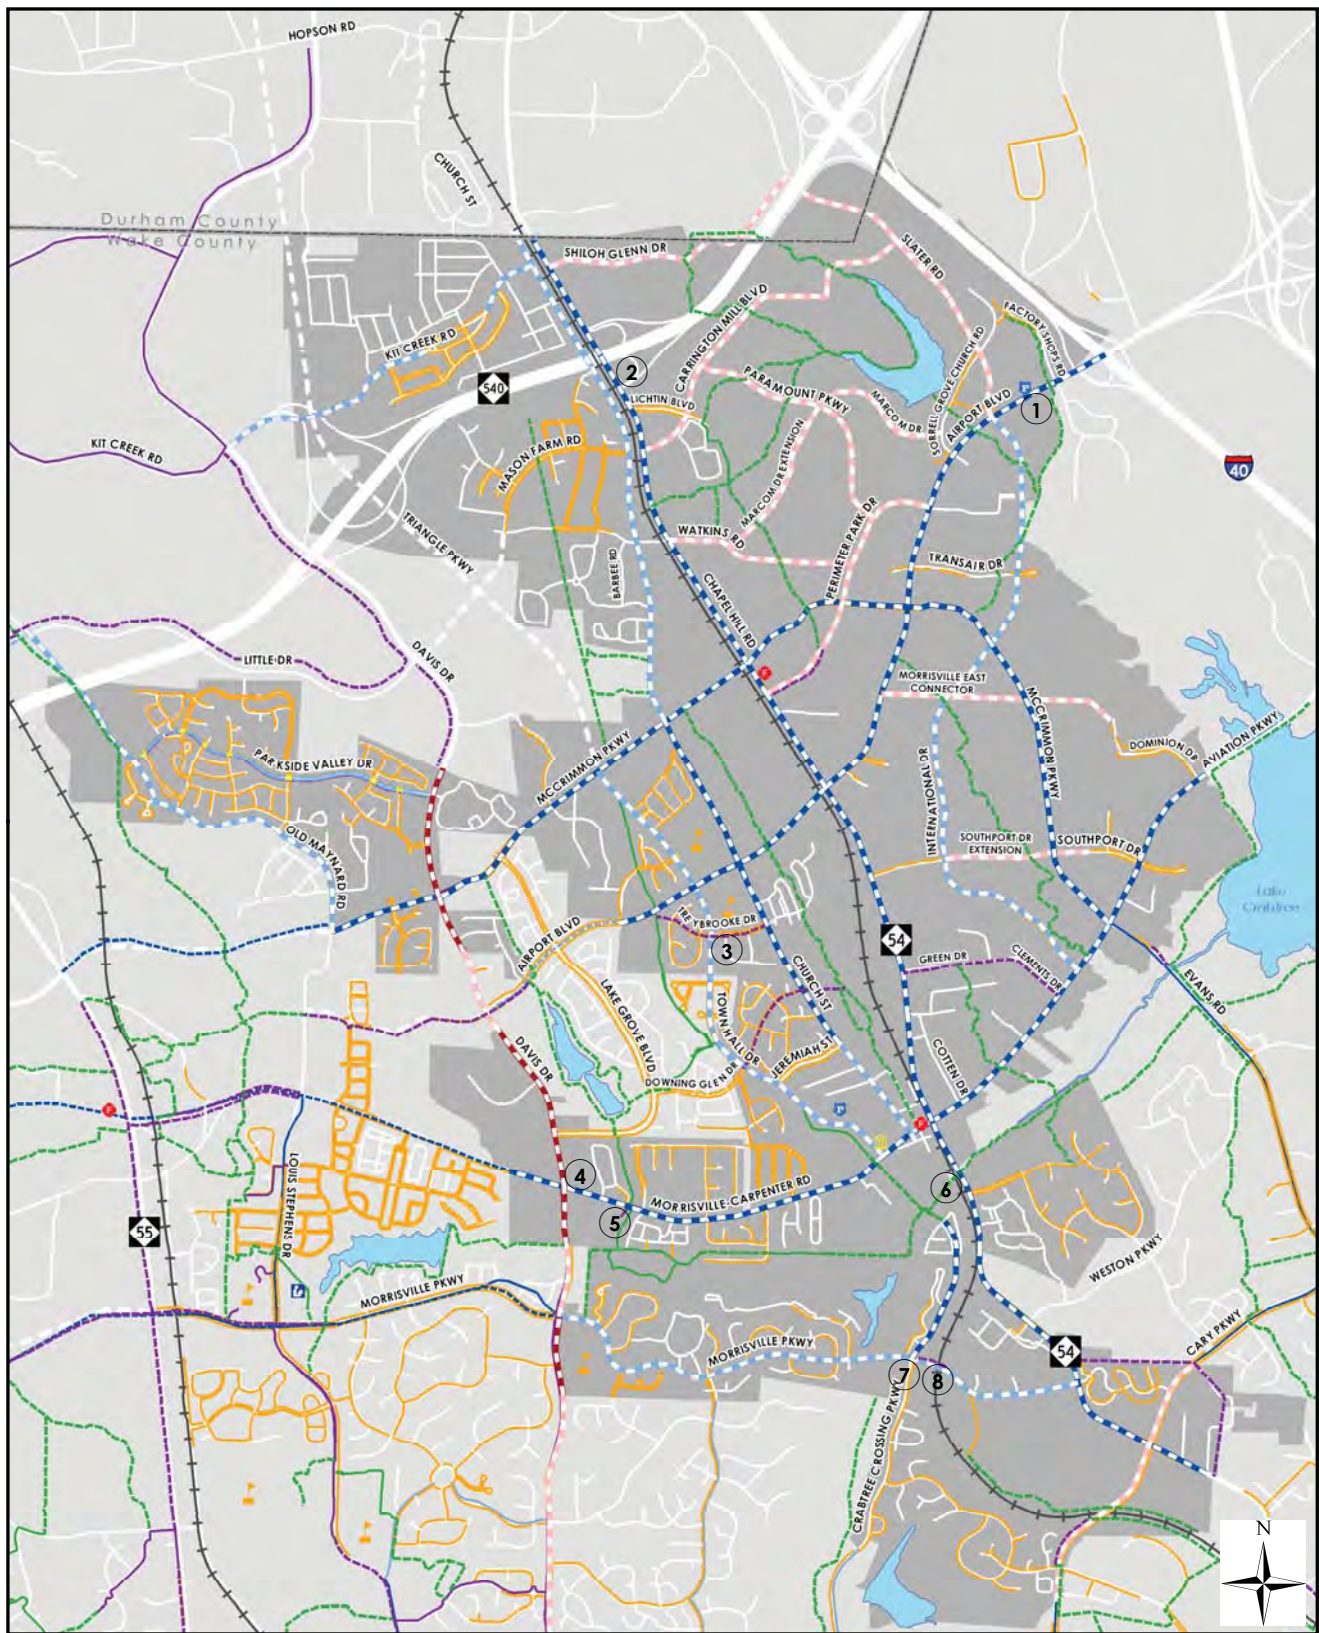 HOPSON RD
CHURCH ST
Durham County
Wake County
SHILOH GLENN DR
SLATER RD
CARRINGTON MILL BLVD
FACTORY SHOPS RD
KIT CREEK RD
540
2
PARAMOUNT PKWY
SORRELL GROVE CHURCH RD
LICHTIN BLVD
MARCOM DR
AIRPORT BLVD
1
KIT CREEK RD
MASON FARM RD
MARCOM DR EXTENSION
40
TRIANGLE PKWY
WATKINS RD
PERIMETER PARK DR
BARBEE RD
TRANSAIR DR
CHAPEL HILL RD
LITTLE DR
DAVIS DR
F
MORRISVILLE EAST
CONNECTOR
MCCRIMMON PKWY
AVIATION PKWY
DOMINION DR
PARKSIDE VALLEY DR
MCCRIMMON PKWY
INTERNATIONAL DR
OLD MAYNARD RD
SOUTHPORT DR
EXTENSION
SOUTHPORT DR
Lake
Crabtree
AIRPORT BLVD
TREYBROOKE DR
3
54
GREEN DR
CLEMENTS DR
EVANS RD
LAKE GROVE BLVD
CHURCH ST
TOWN HALL DR
DAVIS DR
JEREMIAH ST
COTTEN DR
DOWNING GLEN DR
F
F
LOUIS STEPHENS DR
4
MORRISVILLE-CARPENTER RD
6
5
55
WESTON PKWY
MORRISVILLE PKWY
CARY PKWY
MORRISVILLE PKWY
54
7
8
CRABTREE CROSSING PKWY
N